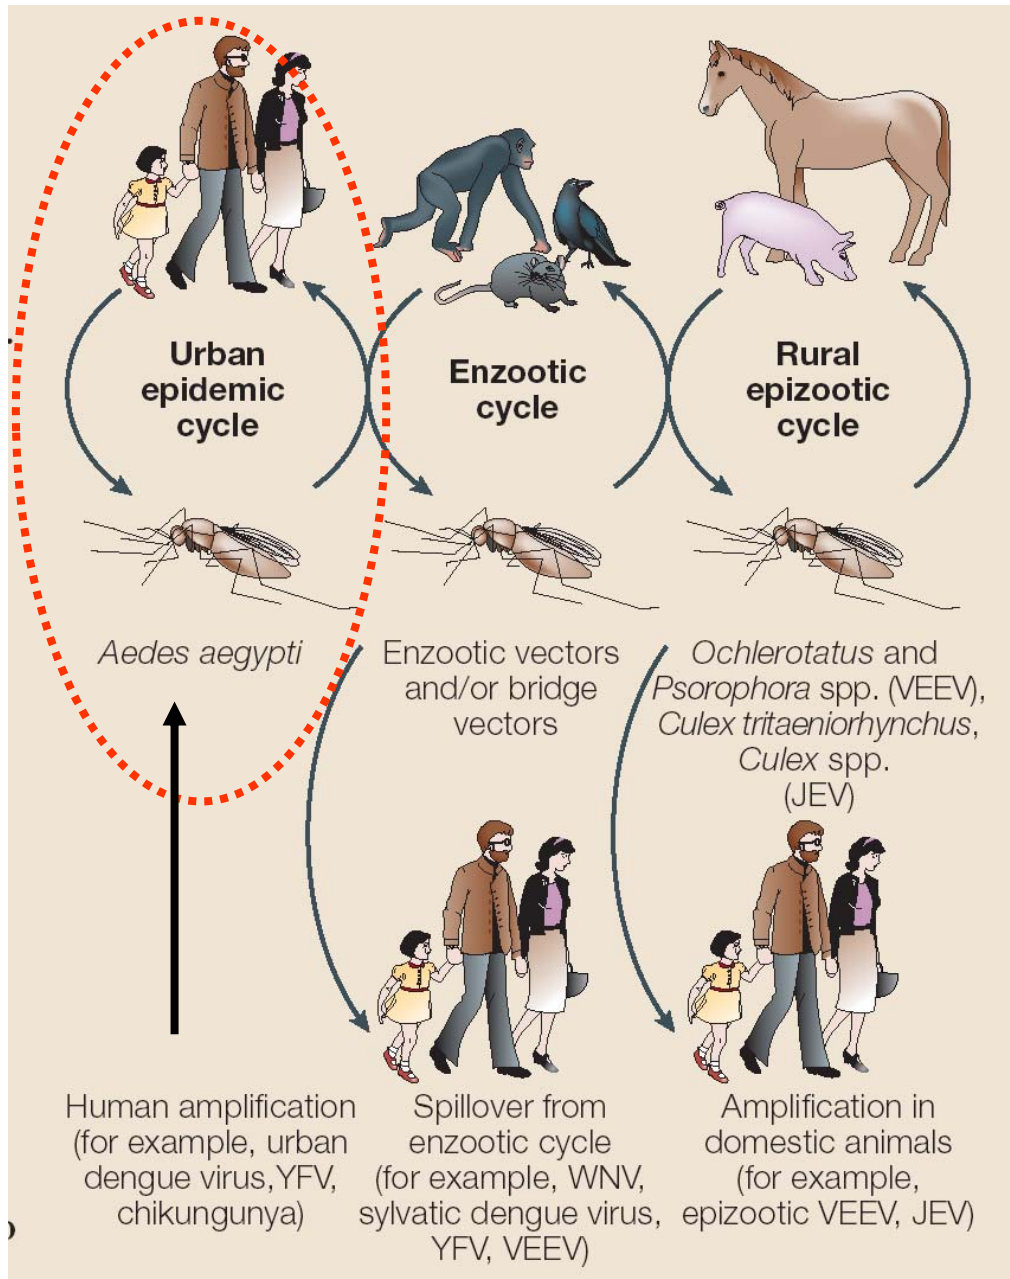 Urban
epidemic
cycle
Enzootic
cycle
Rural
epizootic
cycle
Aedes aegypti
Enzootic vectors
and/or bridge
vectors
Ochlerotatus and
Psorophora spp. (VEEV),
Culex tritaeniorhynchus,
Culex spp.
(JEV)
Human amplification
(for example, urban
dengue virus, YFV,
chikungunya)
Spillover from
enzootic cycle
(for example, WNV,
sylvatic dengue virus,
YFV, VEEV)
Amplification in
domestic animals
(for example,
epizootic VEEV, JEV)